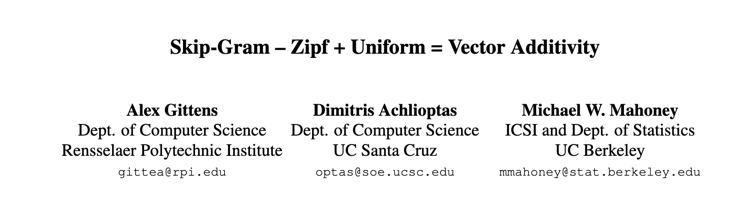 Skip-Gram – Zipf + Uniform = Vector Additivity
Alex Gittens
Dept. of Computer Science
Rensselaer Polytechnic Institute
gittea@rpi.edu
Dimitris Achlioptas
Dept. of Computer Science
UC Santa Cruz
optas@soe.ucsc.edu
Michael W. Mahoney
ICSI and Dept. of Statistics
UC Berkeley
mmahoney@stat.berkeley.edu